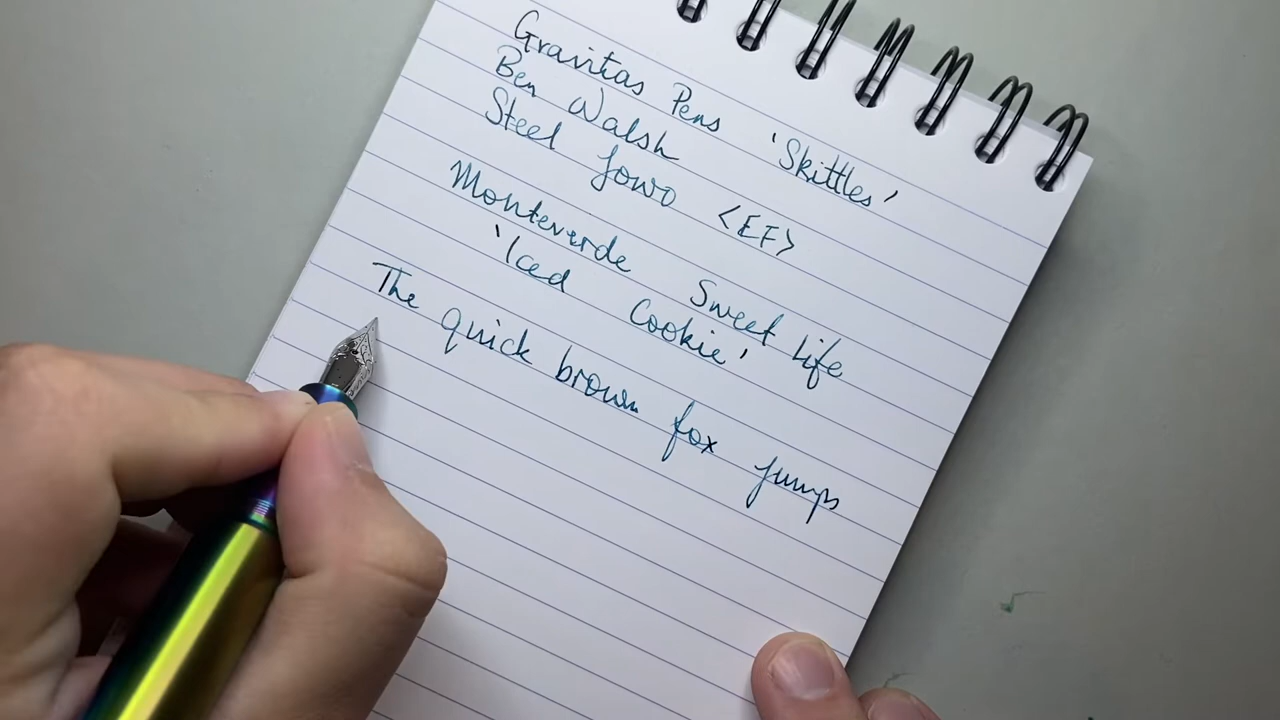 Gravitas Pens 'Skittles'
Ben Walsh
Steel Jowo <EF>
Monteverde Sweet Life
'Iced Cookie'
The quick brown fox jumps